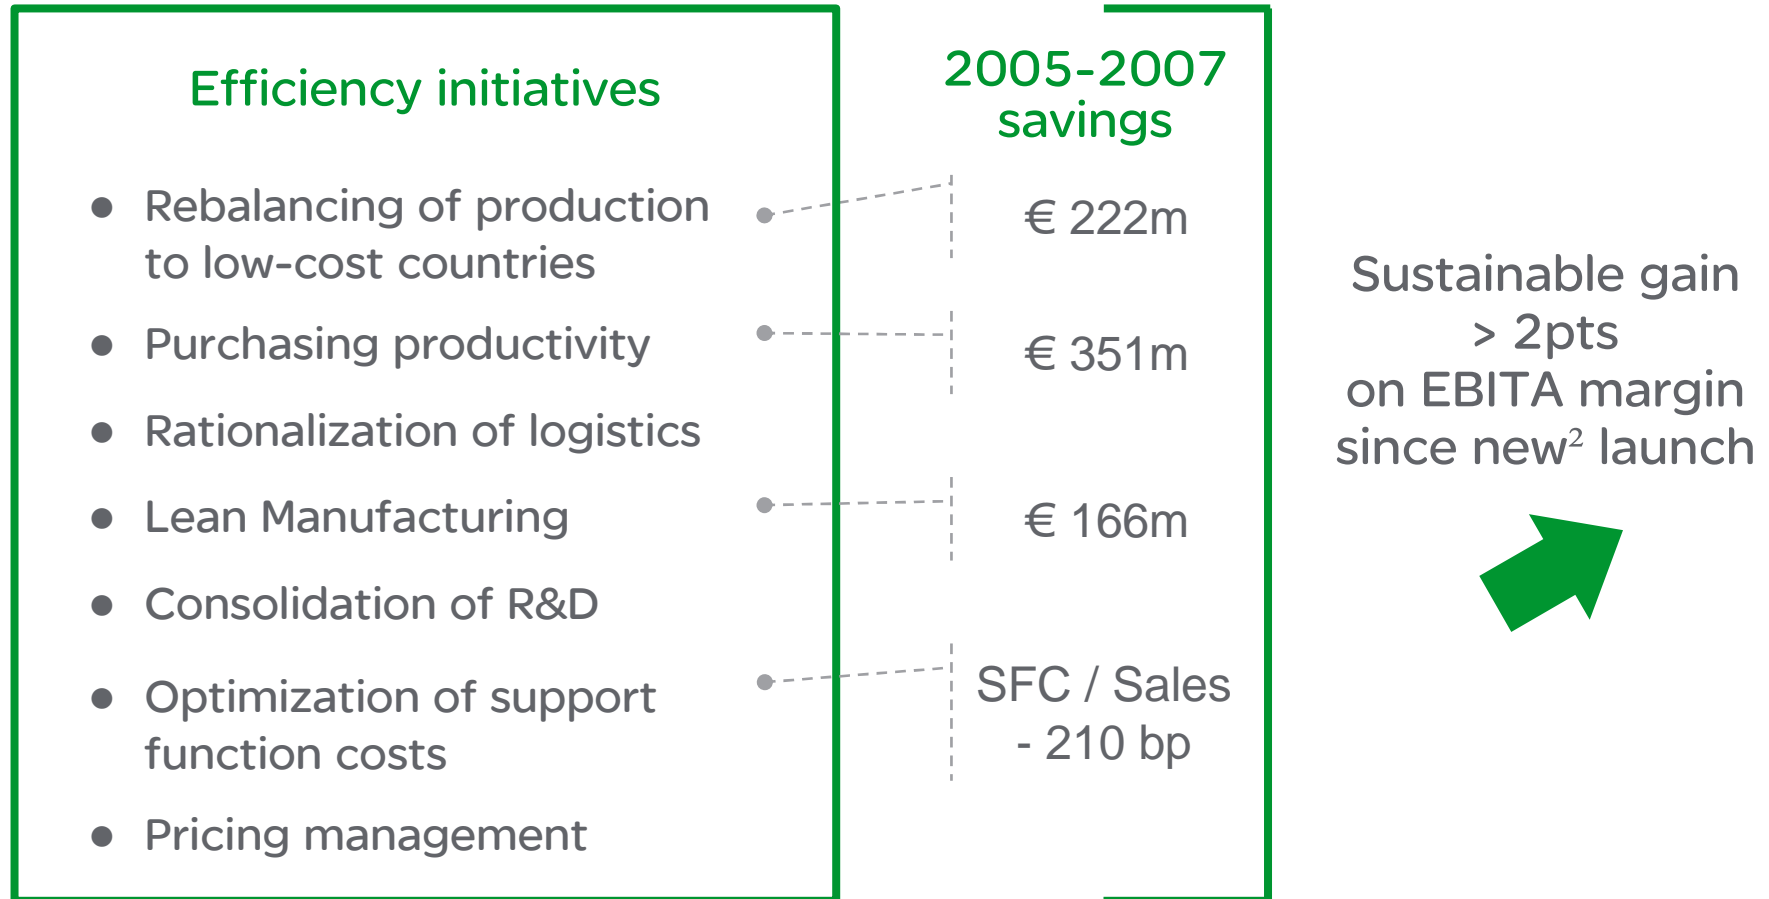 Efficiency initiatives
2005-2007
savings
● Rebalancing of production
to low-cost countries
€ 222m
● Purchasing productivity
€ 351m
● Rationalization of logistics
● Lean Manufacturing
€ 166m
● Consolidation of R&D
● Optimization of support
function costs
SFC / Sales
- 210 bp
● Pricing management
Sustainable gain
> 2pts
on EBITA margin
since new² launch